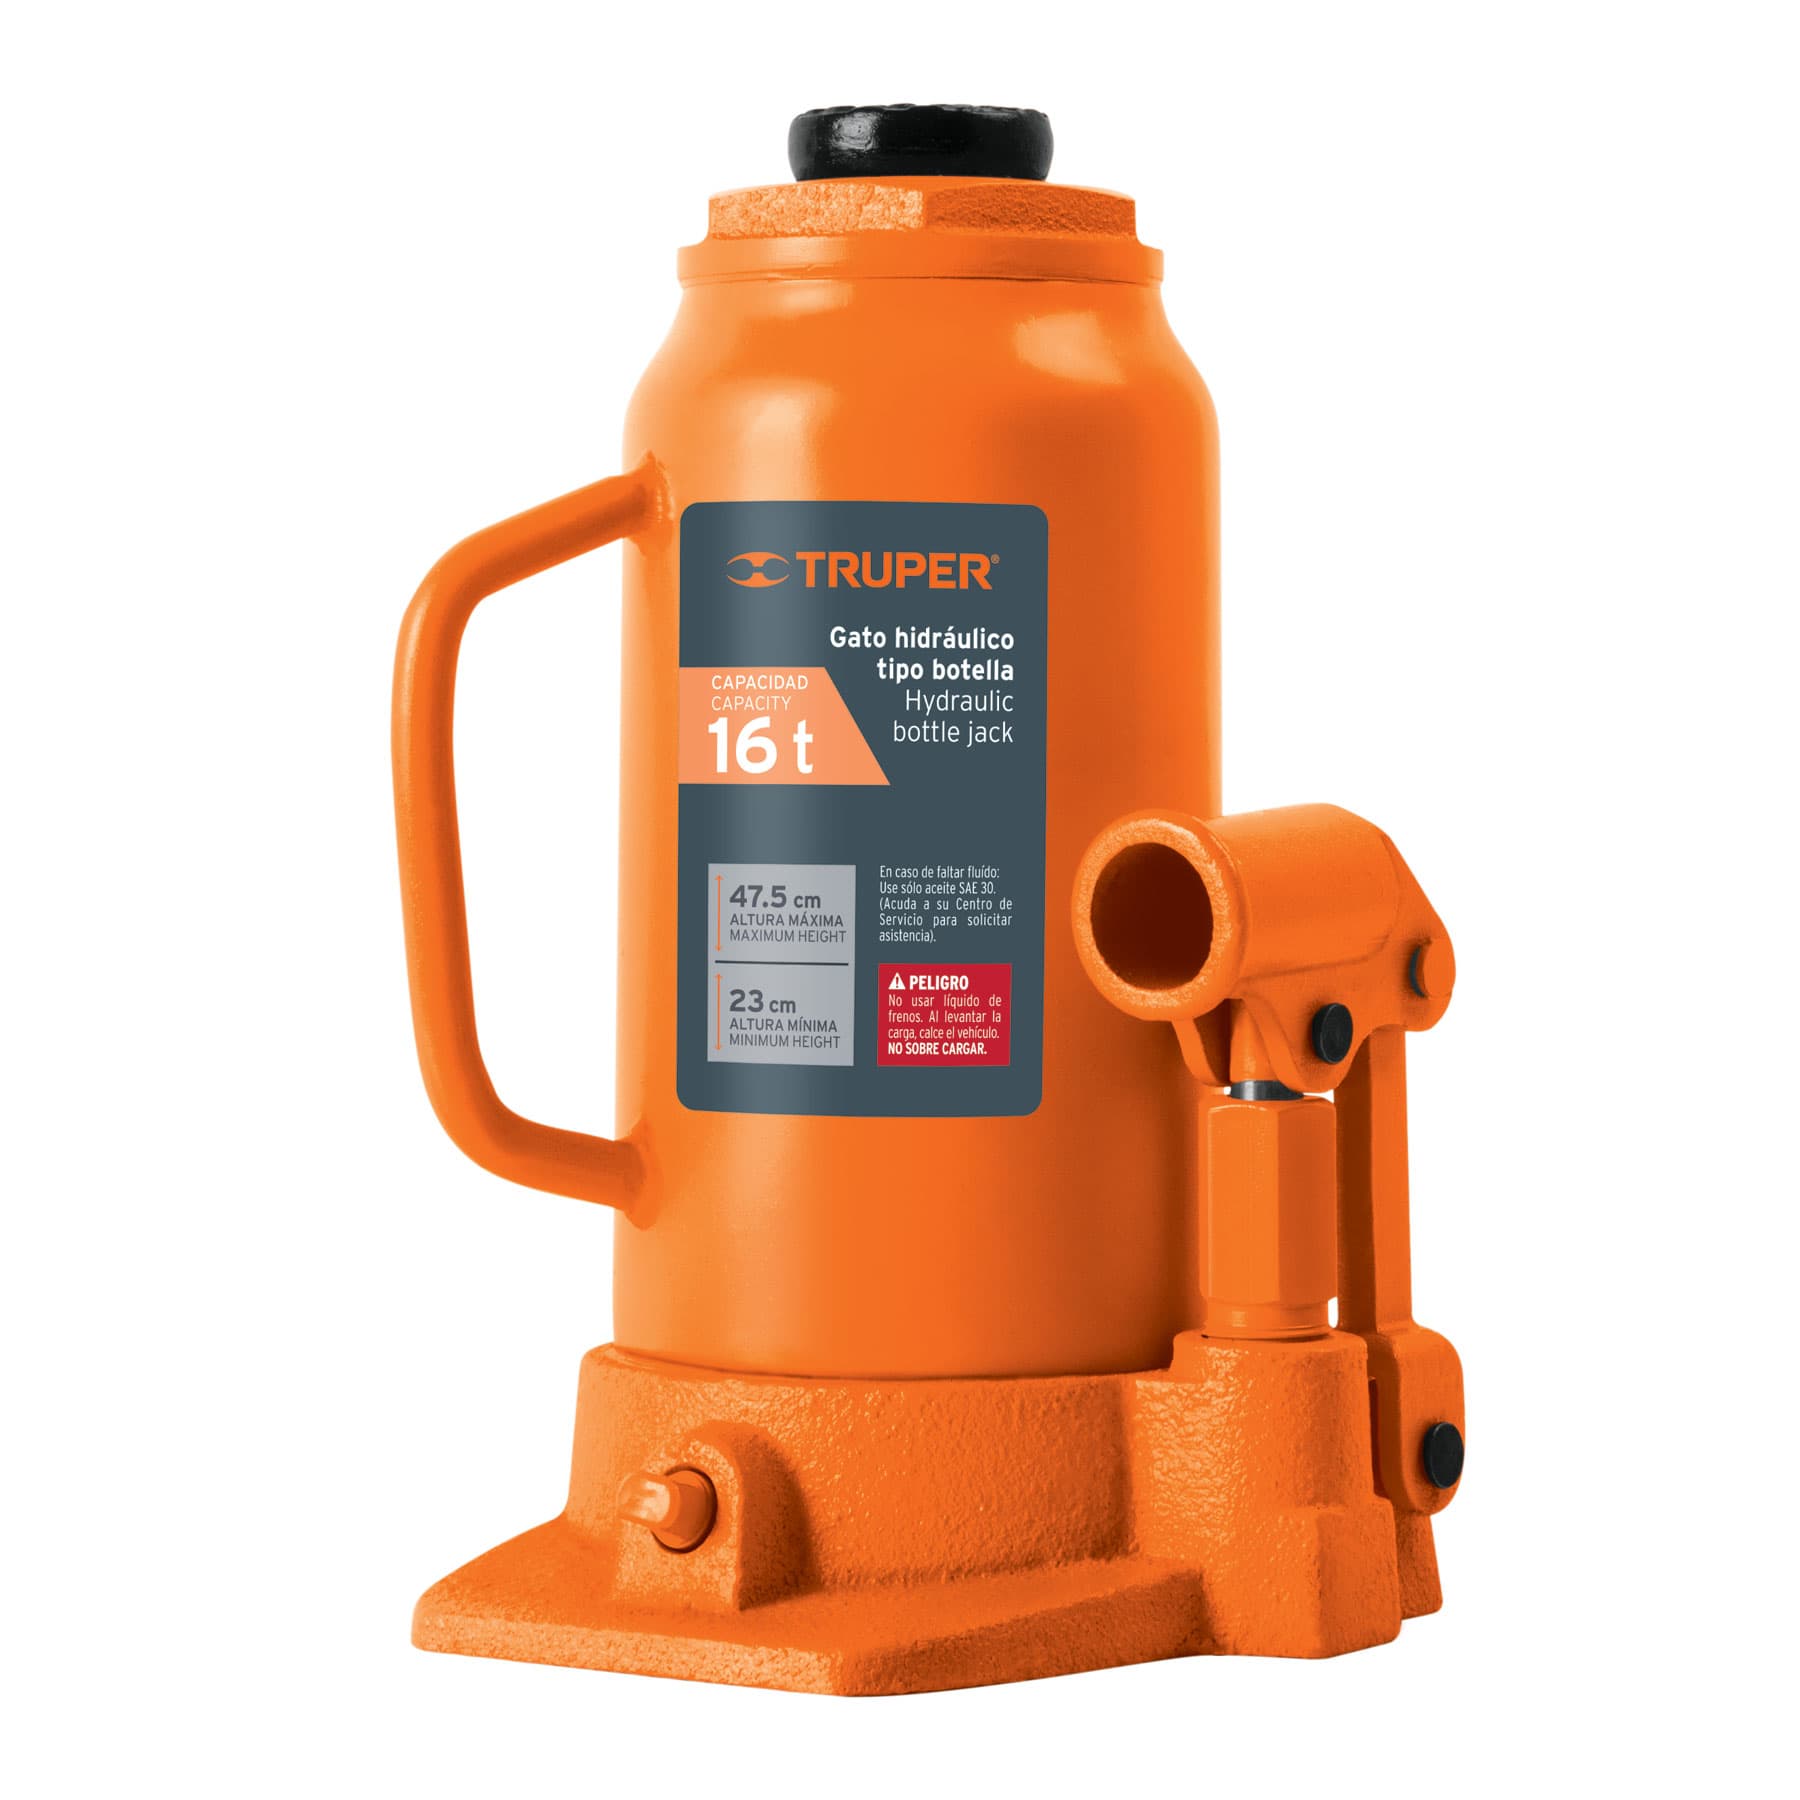 TRUPER®
Gato hidráulico
tipo botella
Hydraulic
bottle jack
CAPACIDAD
CAPACITY
16 t
47.5 cm
ALTURA MÁXIMA
MAXIMUM HEIGHT
23 cm
ALTURA MÍNIMA
MINIMUM HEIGHT
En caso de faltar fluído:
Use sólo aceite SAE 30.
(Acuda a su Centro de
Servicio para solicitar
asistencia).
PELIGRO
No usar líquido de
frenos. Al levantar la
carga, calce el vehículo.
NO SOBRE CARGAR.